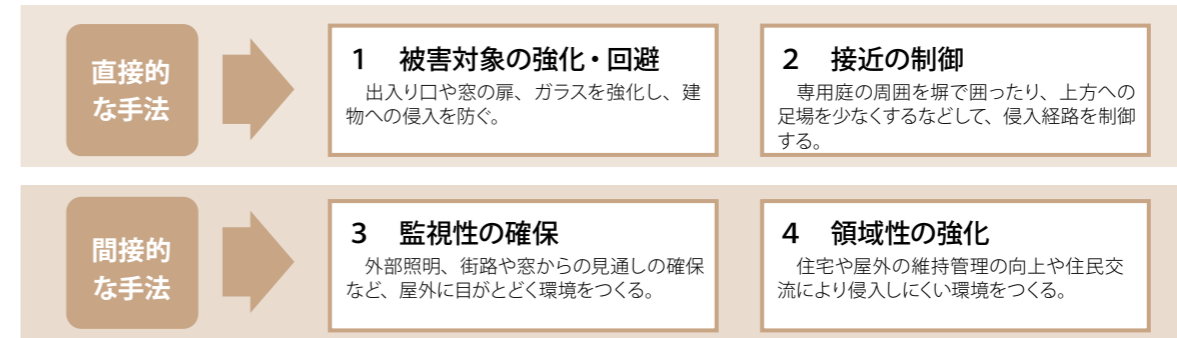 直接的
な手法
1 被害対象の強化・回避
出入り口や窓の扉、ガラスを強化し、建
物への侵入を防ぐ。
2 接近の制御
専用庭の周囲を塀で囲ったり、上方への
足場を少なくするなどして、侵入経路を制御
する。
間接的
な手法
3 監視性の確保
外部照明、街路や窓からの見通しの確保
など、屋外に目がとどく環境をつくる。
4 領域性の強化
住宅や屋外の維持管理の向上や住民交
流により侵入しにくい環境をつくる。